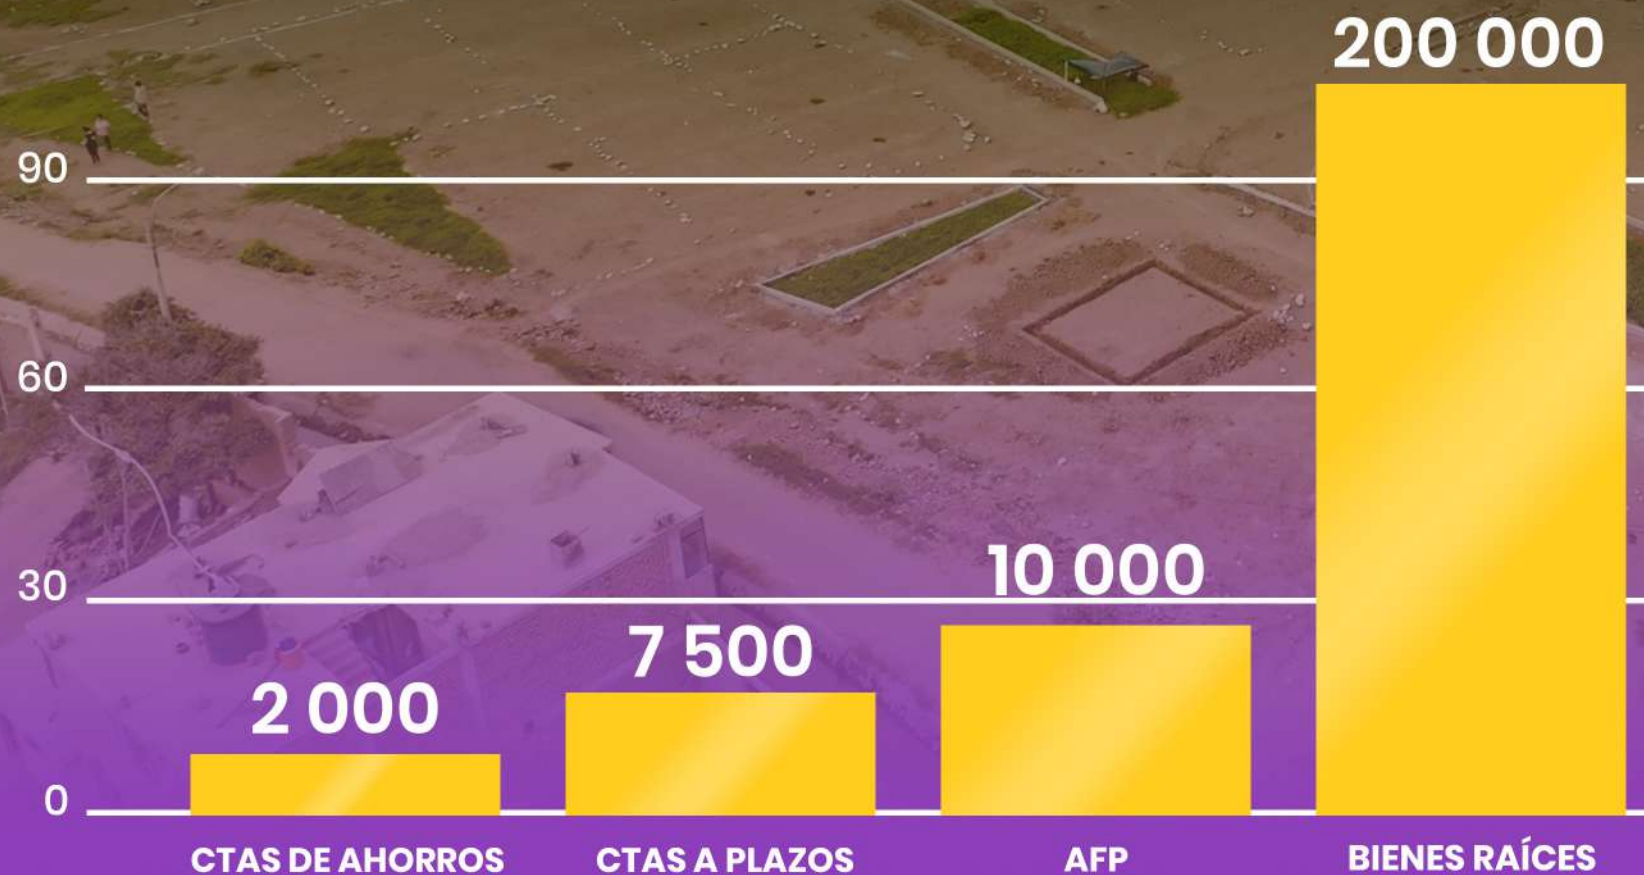 200 000
90
60
30
10 000
7 500
2 000
0
CTAS DE AHORROS
CTAS A PLAZOS
AFP
BIENES RAÍCES